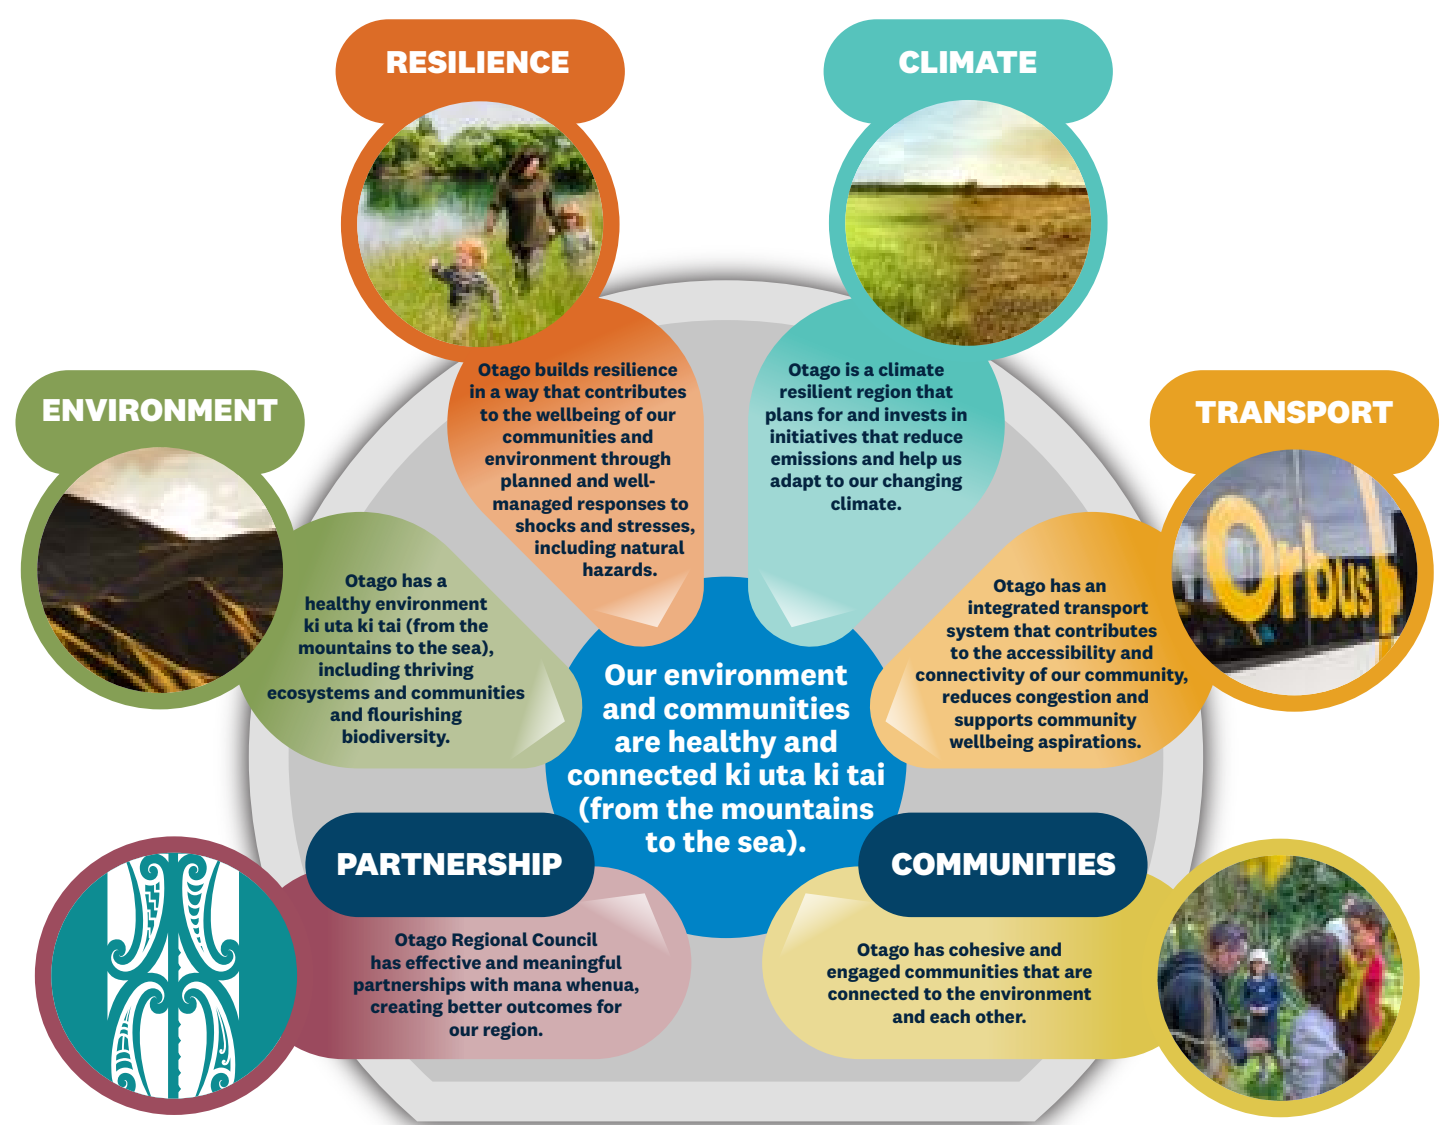 RESILIENCE
Otago builds resilience
in a way that contributes
to the wellbeing of our
communities and
environment through
planned and well-
managed responses to
shocks and stresses,
including natural
hazards.
CLIMATE
Otago is a climate
resilient region that
plans for and invests in
initiatives that reduce
emissions and help us
adapt to our changing
climate.
ENVIRONMENT
Otago has a
healthy environment
ki uta ki tai (from the
mountains to the sea),
including thriving
ecosystems and communities
and flourishing
biodiversity.
TRANSPORT
Orbus
Otago has an
integrated transport
system that contributes
to the accessibility and
connectivity of our community,
reduces congestion and
supports community
wellbeing aspirations.
Our environment
and communities
are healthy and
connected ki uta ki tai
(from the mountains
to the sea).
PARTNERSHIP
Otago Regional Council
has effective and meaningful
partnerships with mana whenua,
creating better outcomes for
our region.
COMMUNITIES
Otago has cohesive and
engaged communities that are
connected to the environment
and each other.